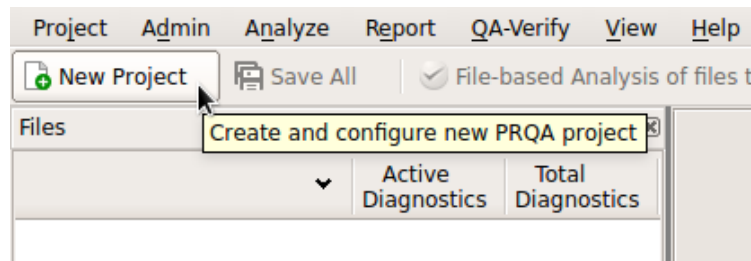 Project Admin Analyze Report QA-Verify View Help
New Project Save All File-based Analysis of files
Files Create and configure new PRQA project
Active Total
Diagnostics Diagnostics